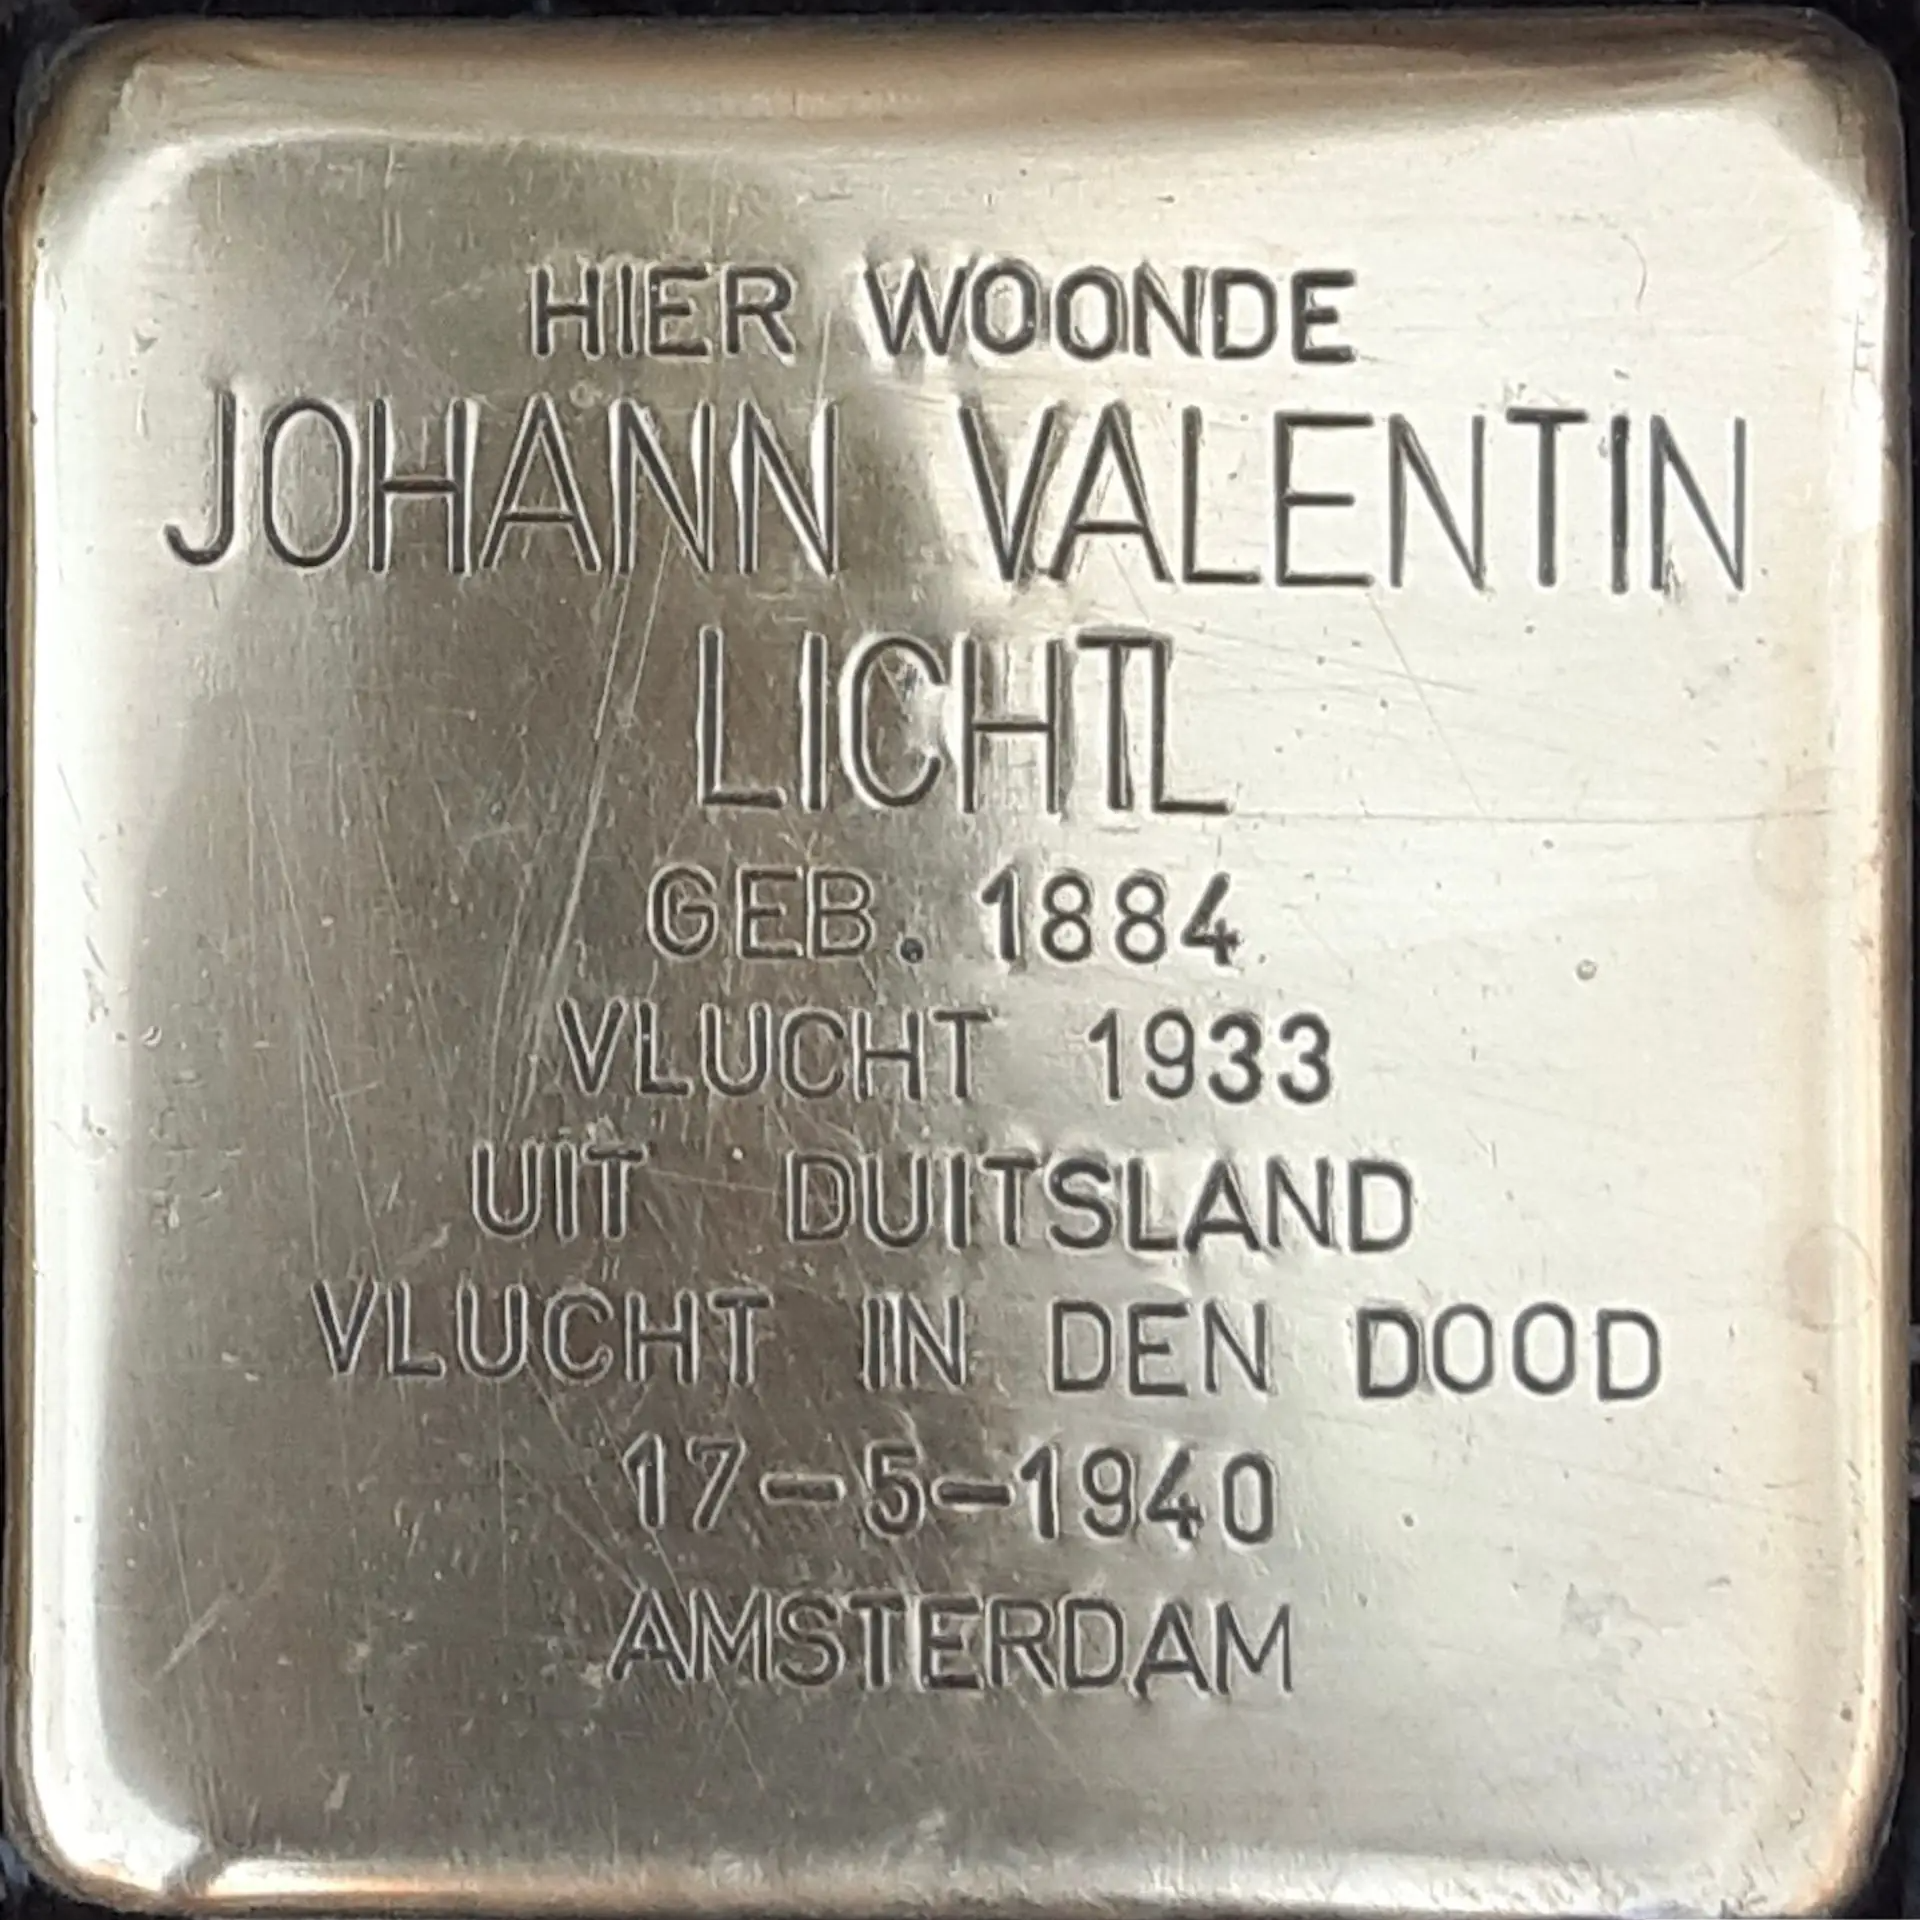 HIER WOONDE
JOHANN VALENTIN
LICHTL
GEB. 1884
VLUCHT 1933
UIT DUITSLAND
VLUCHT IN DEN DOOD
17-5-1940
AMSTERDAM